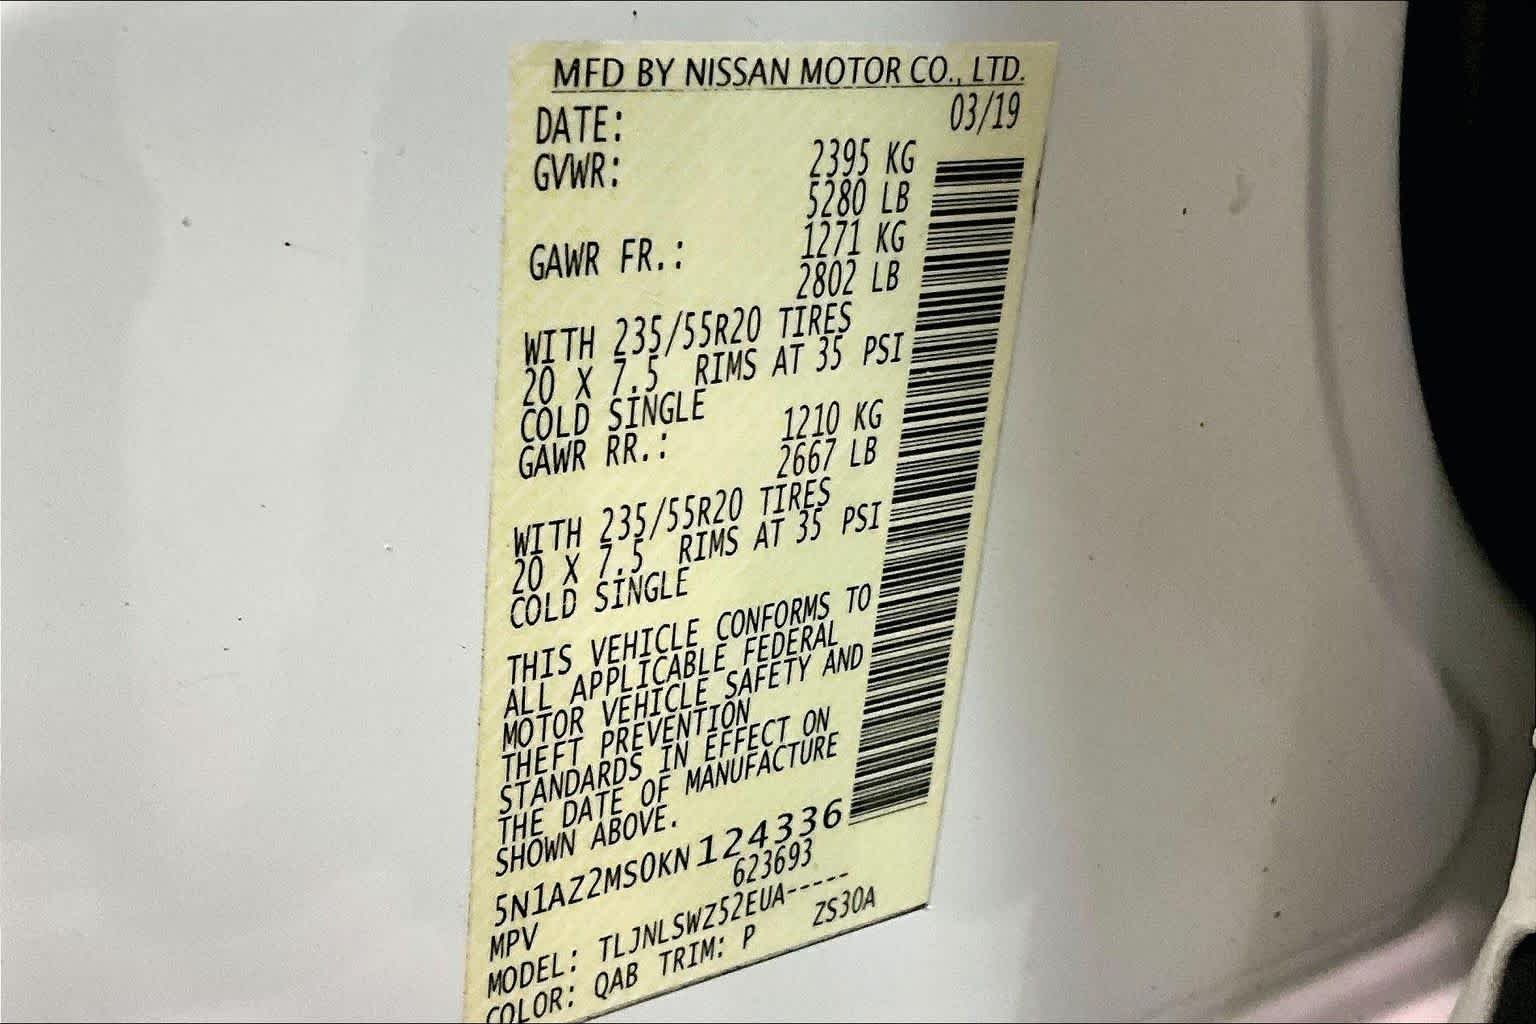 MFD BY NISSAN MOTOR CO., LTD.
DATE: 03/19
GVWR: 2395 KG
5280 LB
GAWR FR.: 1271 KG
2802 LB
WITH 235/55R20 TIRES
20 X 7.5 RIMS AT 35 PSI
COLD SINGLE
GAWR RR.: 1210 KG
2667 LB
WITH 235/55R20 TIRES
20 X 7.5 RIMS AT 35 PSI
COLD SINGLE
THIS VEHICLE CONFORMS TO
ALL APPLICABLE FEDERAL
MOTOR VEHICLE SAFETY AND
THEFT PREVENTION
STANDARDS IN EFFECT ON
THE DATE OF MANUFACTURE
SHOWN ABOVE.
5N1AZ2MS0KN124336
MPV 623693
MODEL: TLJNLSWZ52EUA-----
COLOR: QAB TRIM: P ZS30A